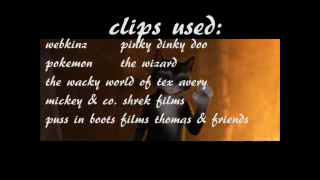 clips used:
webkinz pinky dinky doo
pokemon the wizard
the wacky world of tex avery
mickey & co. shrek films
puss in boots films thomas & friends